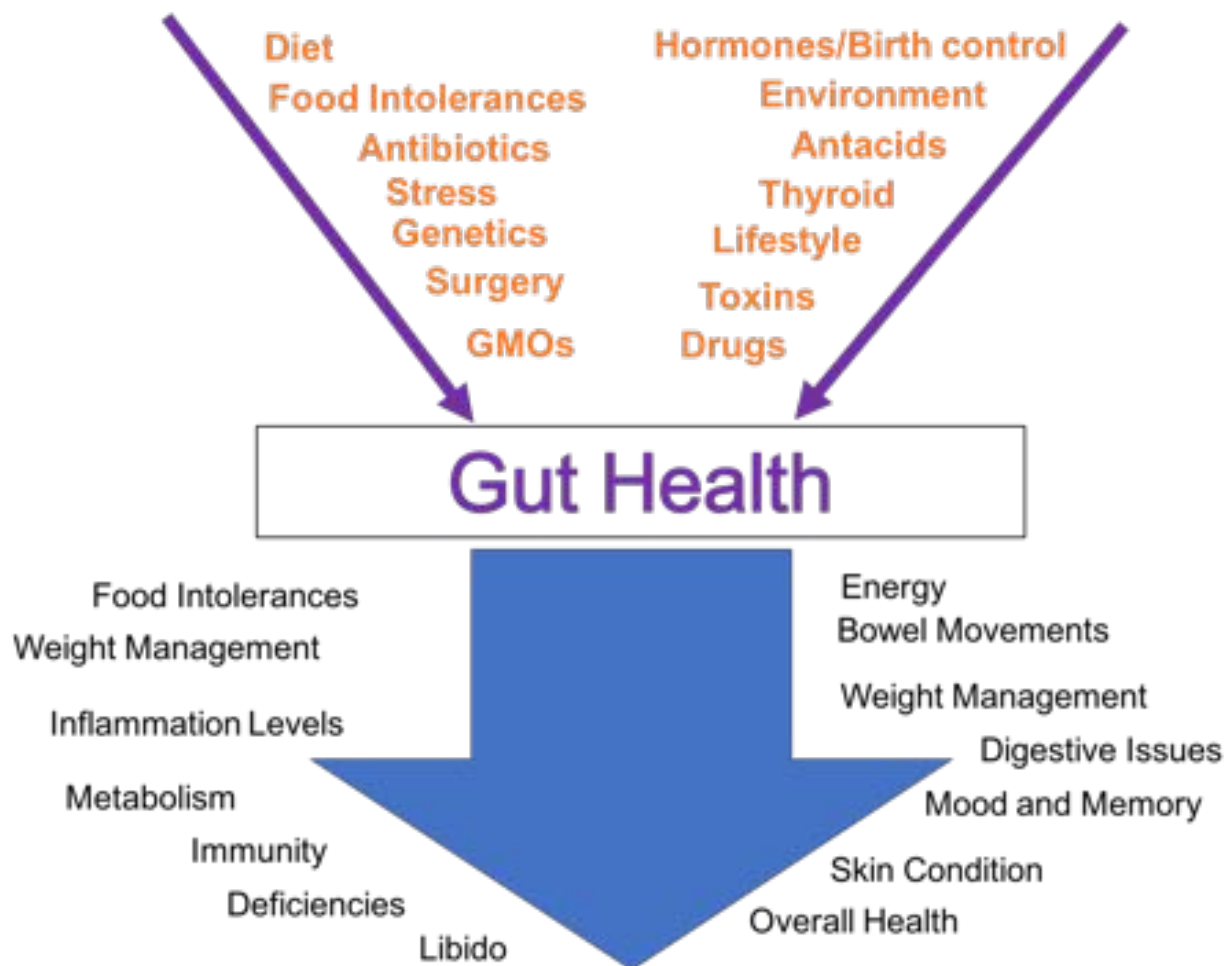 Diet
Food Intolerances
Antibiotics
Stress
Genetics
Surgery
GMOs
Hormones/Birth control
Environment
Antacids
Thyroid
Lifestyle
Toxins
Drugs
Gut Health
Food Intolerances
Weight Management
Inflammation Levels
Metabolism
Immunity
Deficiencies
Libido
Energy
Bowel Movements
Weight Management
Digestive Issues
Mood and Memory
Skin Condition
Overall Health